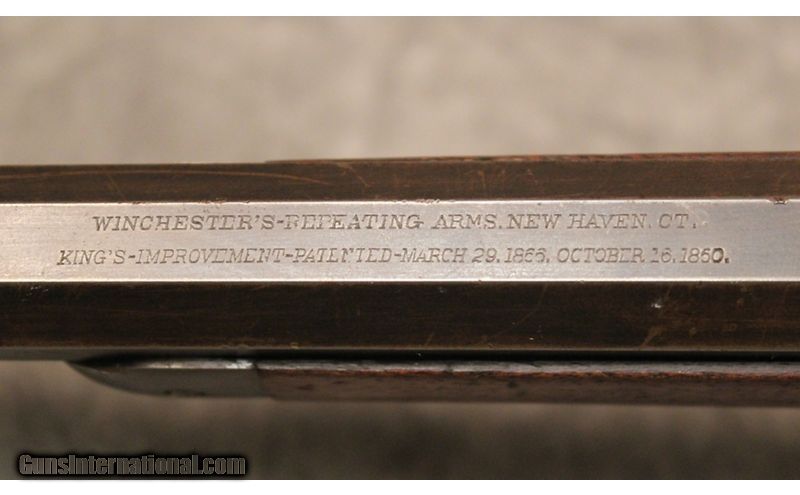 WINCHESTER'S-REPEATING ARMS. NEW HAVEN. CT.
KING'S-IMPROVEMENT-PATENTED-MARCH 29. 1866. OCTOBER 16. 1860.
GunsInternational.com